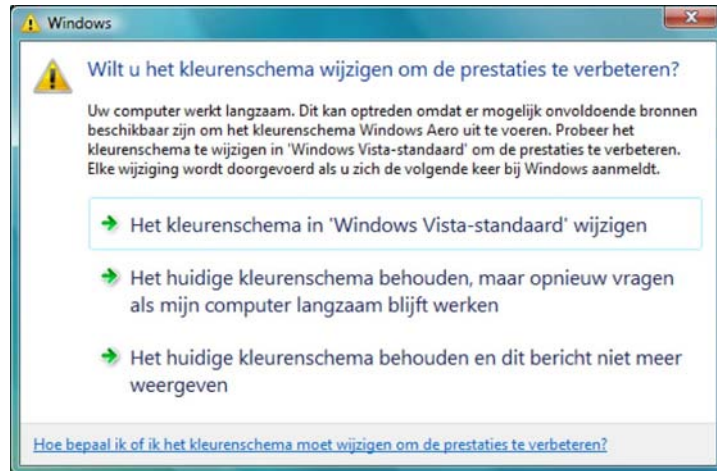 Windows
Wilt u het kleurenschema wijzigen om de prestaties te verbeteren?
Uw computer werkt langzaam. Dit kan optreden omdat er mogelijk onvoldoende bronnen
beschikbaar zijn om het kleurenschema Windows Aero uit te voeren. Probeer het
kleurenschema te wijzigen in 'Windows Vista-standaard' om de prestaties te verbeteren.
Elke wijziging wordt doorgevoerd als u zich de volgende keer bij Windows aanmeldt.
Het kleurenschema in 'Windows Vista-standaard' wijzigen
Het huidige kleurenschema behouden, maar opnieuw vragen
als mijn computer langzaam blijft werken
Het huidige kleurenschema behouden en dit bericht niet meer
weergeven
Hoe bepaal ik of ik het kleurenschema moet wijzigen om de prestaties te verbeteren?